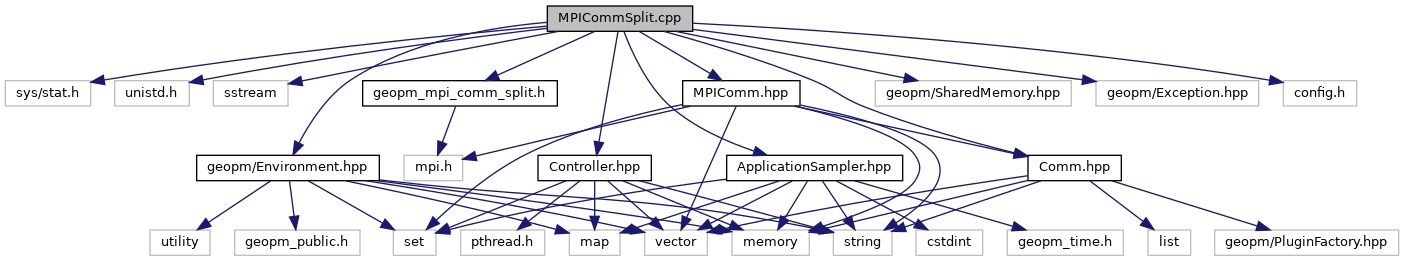 MPICommSplit.cpp
sys/stat.h
unistd.h
sstream
geopm_mpi_comm_split.h
MPIComm.hpp
geopm/SharedMemory.hpp
geopm/Exception.hpp
config.h
geopm/Environment.hpp
mpi.h
Controller.hpp
ApplicationSampler.hpp
Comm.hpp
utility
geopm_public.h
set
pthread.h
map
vector
memory
string
cstdint
geopm_time.h
list
geopm/PluginFactory.hpp